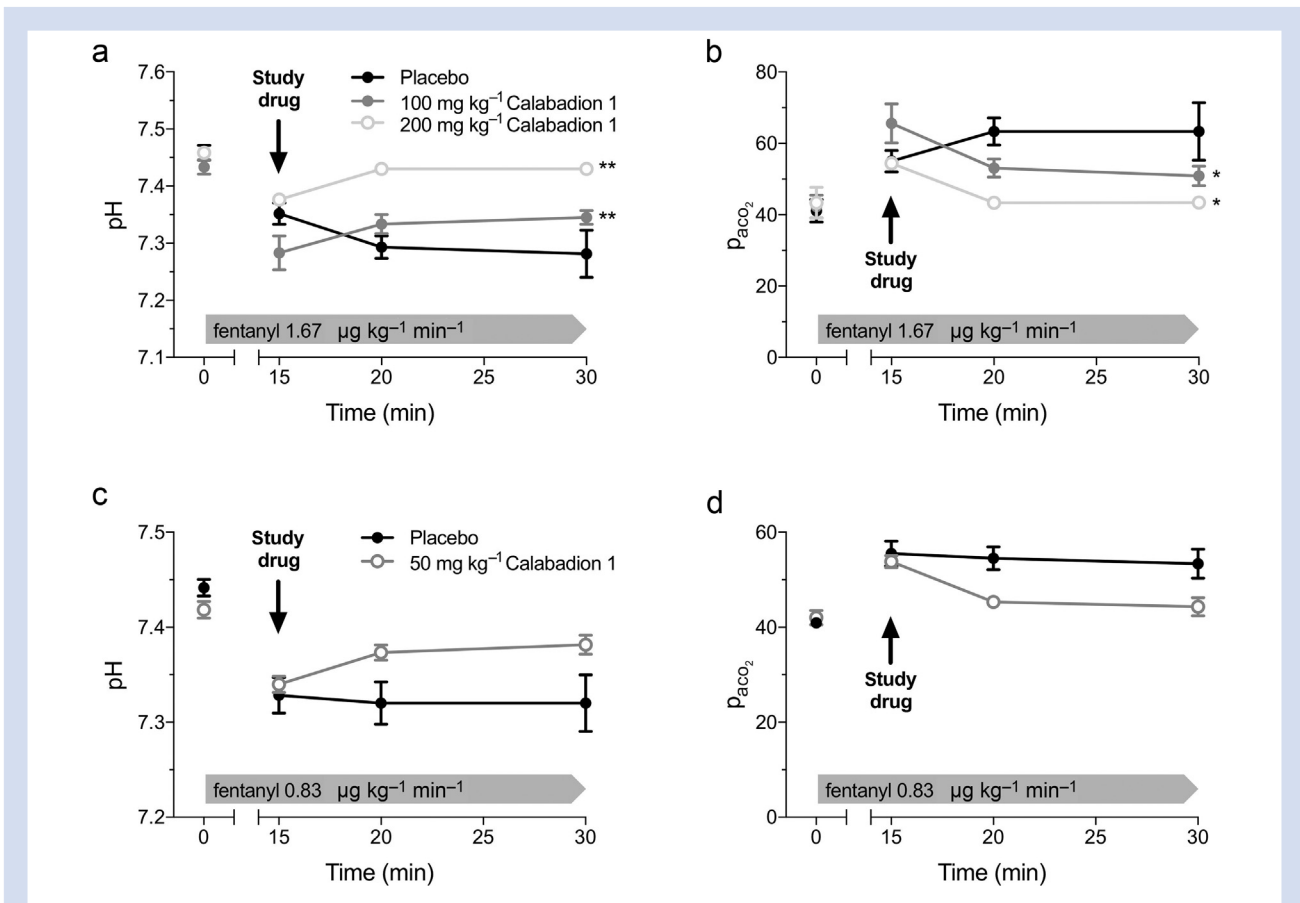 a
7.6
7.5
7.4
7.3
7.2
7.1
pH
Study
drug
Placebo
100 mg kg⁻¹ Calabadion 1
200 mg kg⁻¹ Calabadion 1
**
**
fentanyl 1.67 µg kg⁻¹ min⁻¹
0 15 20 25 30
Time (min)
b
80
60
40
20
0
pₐco₂
*
*
Study
drug
fentanyl 1.67 µg kg⁻¹ min⁻¹
0 15 20 25 30
Time (min)
c
7.5
7.4
7.3
7.2
pH
Study
drug
Placebo
50 mg kg⁻¹ Calabadion 1
fentanyl 0.83 µg kg⁻¹ min⁻¹
0 15 20 25 30
Time (min)
d
60
40
20
0
pₐco₂
Study
drug
fentanyl 0.83 µg kg⁻¹ min⁻¹
0 15 20 25 30
Time (min)